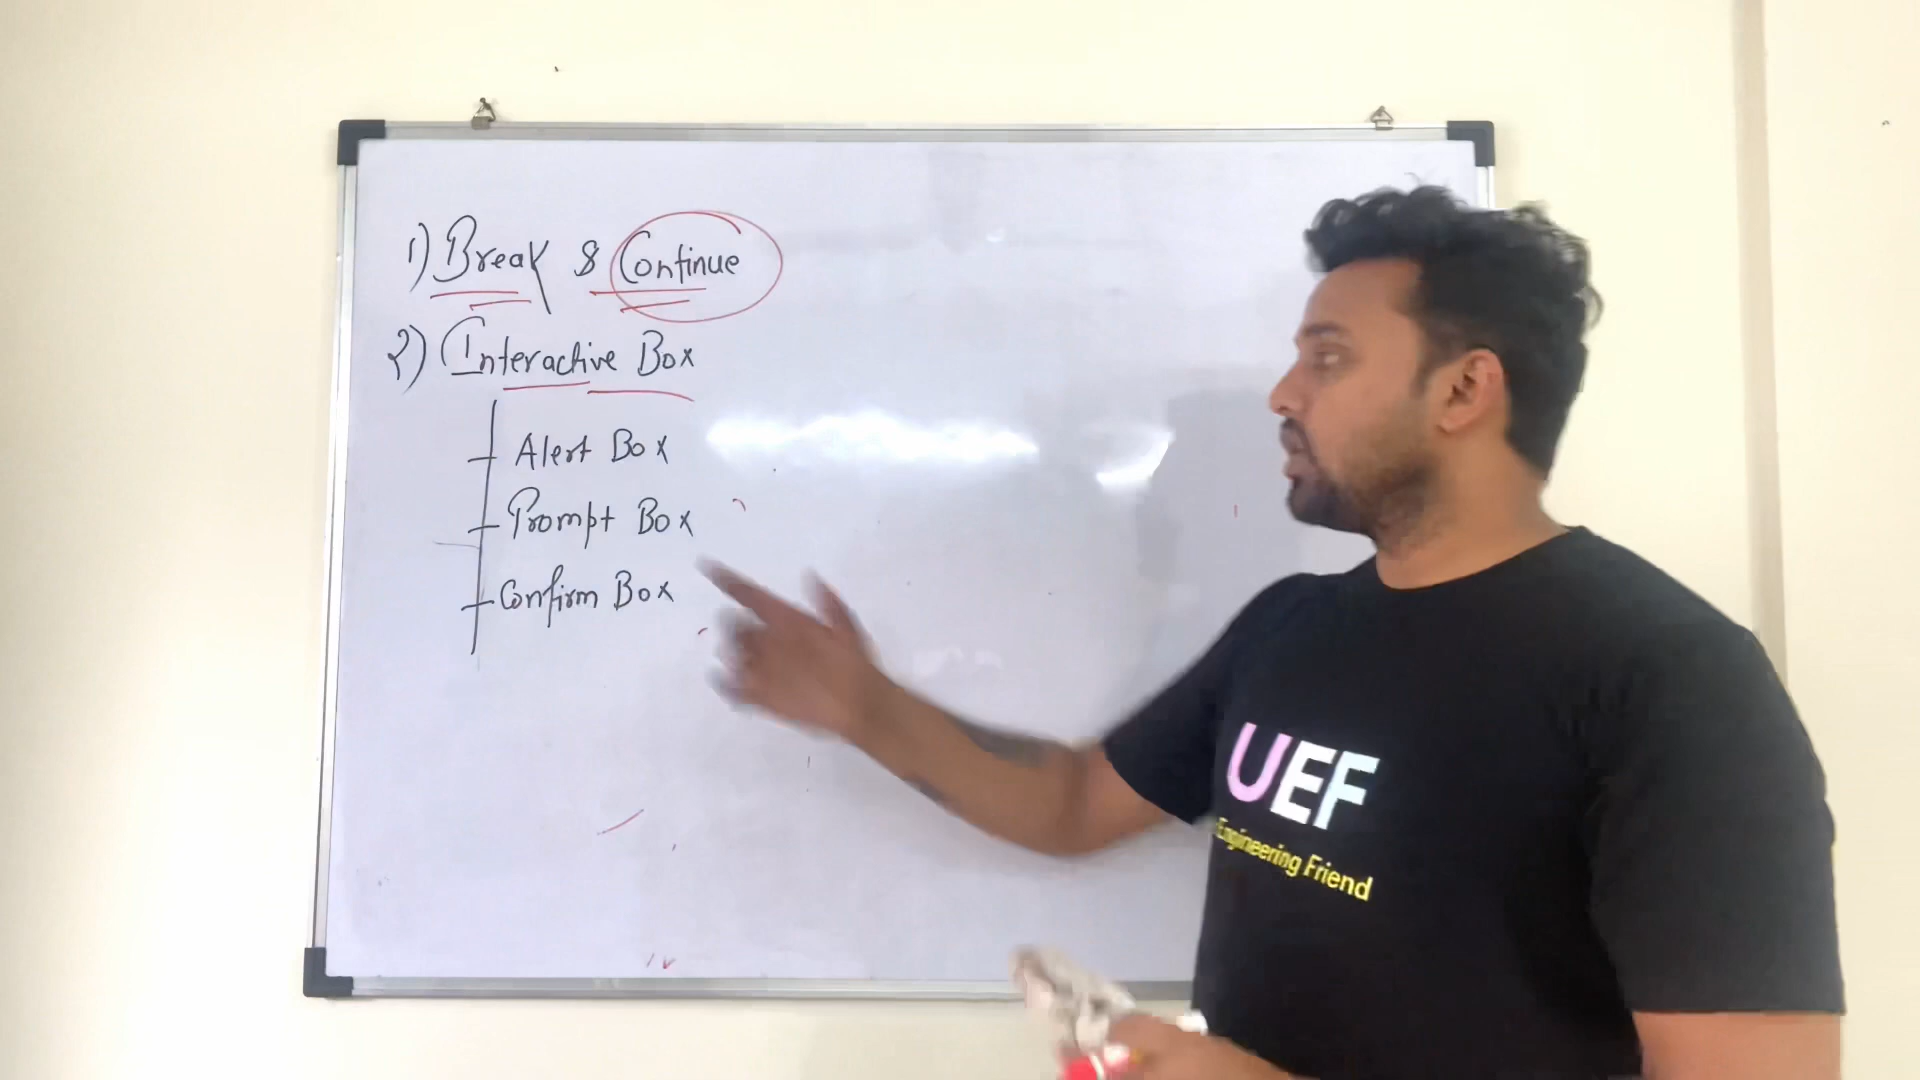 1) Break & Continue
2) Interactive Box
Alert Box
Prompt Box
Confirm Box
UEF
Engineering Friend